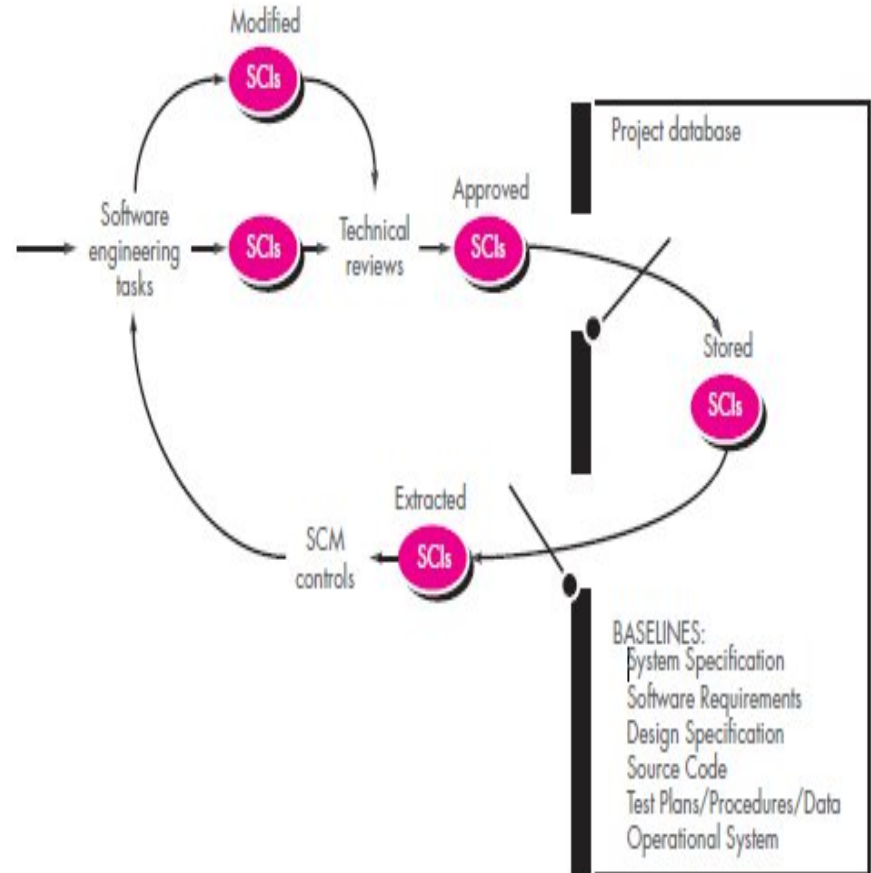 Modified
SCIs
Project database
Approved
Software
engineering
tasks
SCIs
Technical
reviews
SCIs
Stored
SCIs
Extracted
SCIs
SCM
controls
BASELINES:
System Specification
Software Requirements
Design Specification
Source Code
Test Plans/Procedures/Data
Operational System